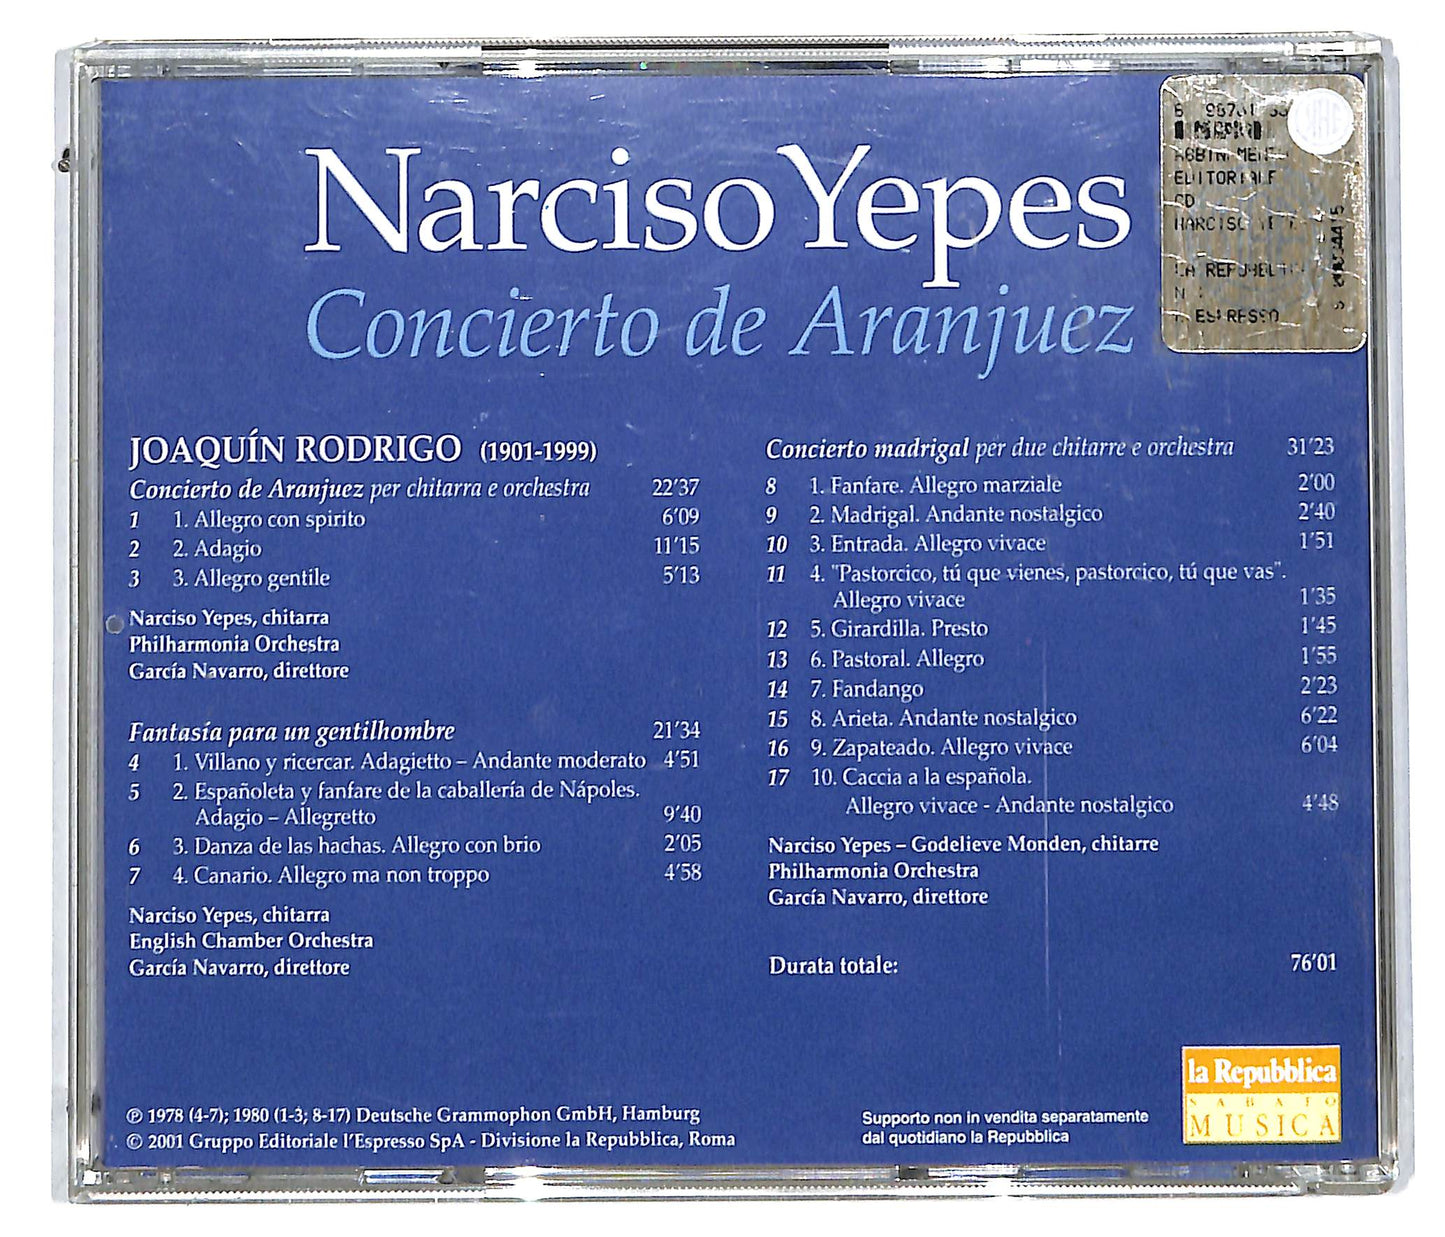 Narciso Yepes
Concierto de Aranjuez
EDITORIALE
CD
NARCISO
LA REPUBBLI
N
ESPRESSO
JOAQUÍN RODRIGO (1901-1999)
Concierto de Aranjuez per chitarra e orchestra 22'37
1 1. Allegro con spirito 6'09
2 2. Adagio 11'15
3 3. Allegro gentile 5'13
Narciso Yepes, chitarra
Philharmonia Orchestra
García Navarro, direttore
Fantasía para un gentilhombre 21'34
4 1. Villano y ricercar. Adagietto – Andante moderato 4'51
5 2. Españoleta y fanfare de la caballería de Nápoles.
Adagio – Allegretto 9'40
6 3. Danza de las hachas. Allegro con brio 2'05
7 4. Canario. Allegro ma non troppo 4'58
Narciso Yepes, chitarra
English Chamber Orchestra
García Navarro, direttore
Concierto madrigal per due chitarre e orchestra 31'23
8 1. Fanfare. Allegro marziale 2'00
9 2. Madrigal. Andante nostalgico 2'40
10 3. Entrada. Allegro vivace 1'51
11 4. "Pastorcico, tú que vienes, pastorcico, tú que vas".
Allegro vivace 1'35
12 5. Girardilla. Presto 1'45
13 6. Pastoral. Allegro 1'55
14 7. Fandango 2'23
15 8. Arieta. Andante nostalgico 6'22
16 9. Zapateado. Allegro vivace 6'04
17 10. Caccia a la española.
Allegro vivace - Andante nostalgico 4'48
Narciso Yepes – Godelieve Monden, chitarre
Philharmonia Orchestra
García Navarro, direttore
Durata totale: 76'01
℗ 1978 (4-7); 1980 (1-3; 8-17) Deutsche Grammophon GmbH, Hamburg
© 2001 Gruppo Editoriale l'Espresso SpA - Divisione la Repubblica, Roma
Supporto non in vendita separatamente
dal quotidiano la Repubblica
la Repubblica
SABATO
MUSICA